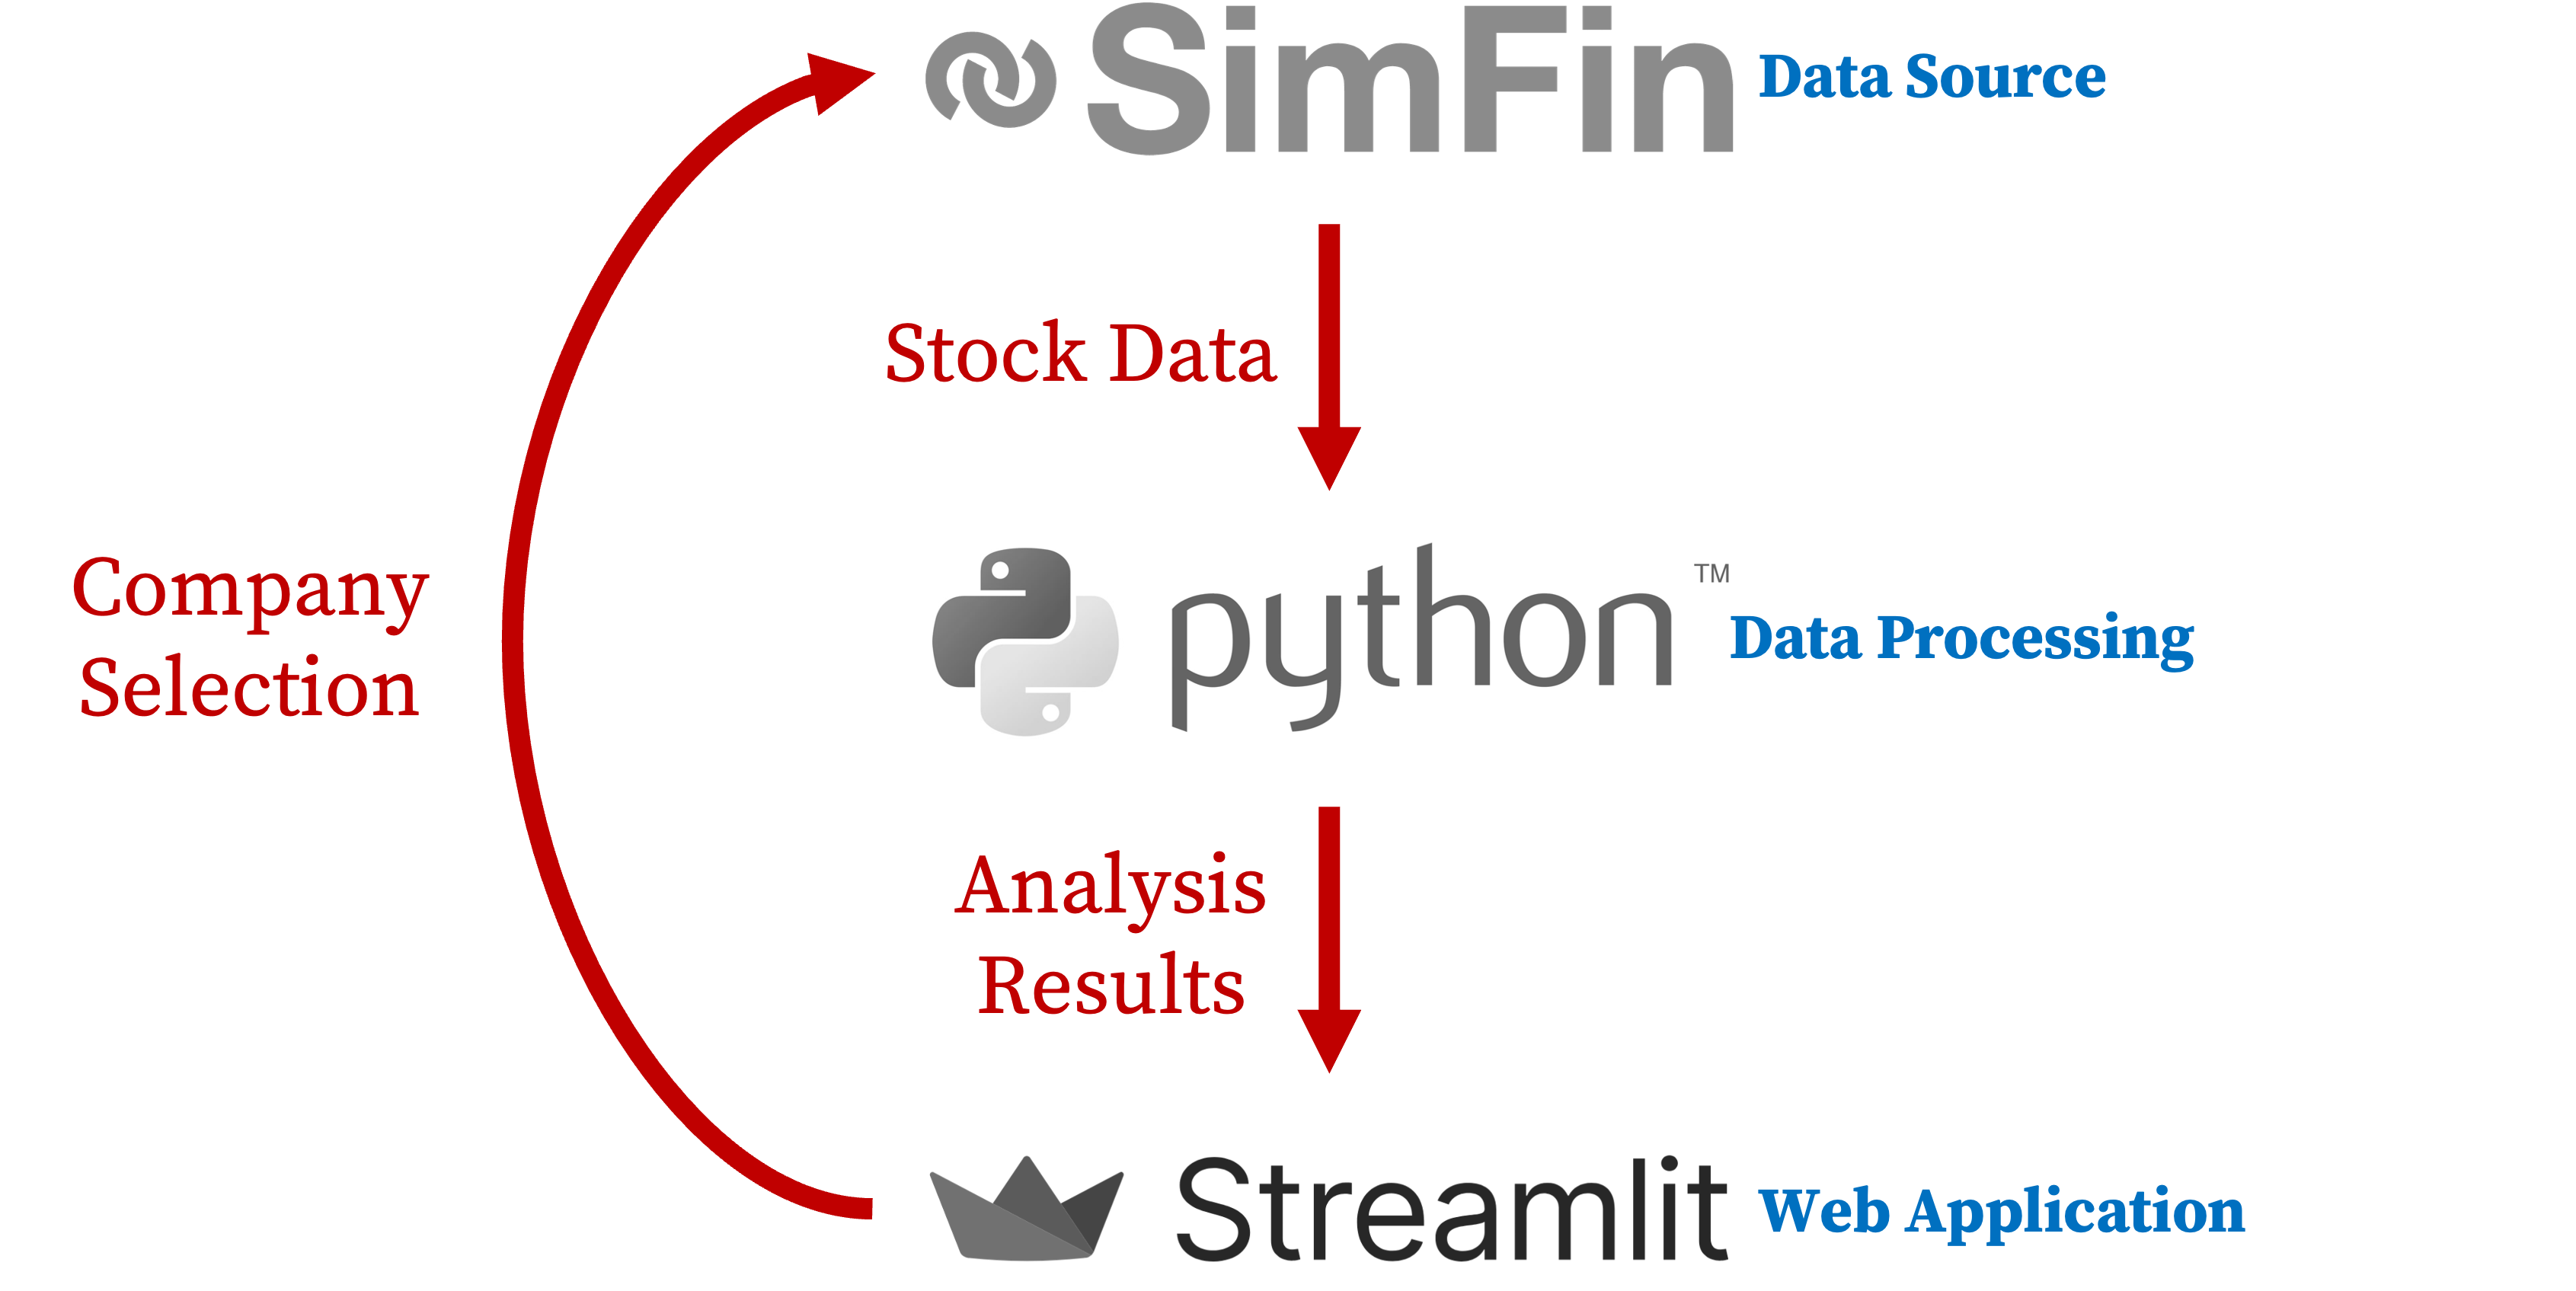 SimFin Data Source
Stock Data
python™ Data Processing
Company
Selection
Analysis
Results
Streamlit Web Application